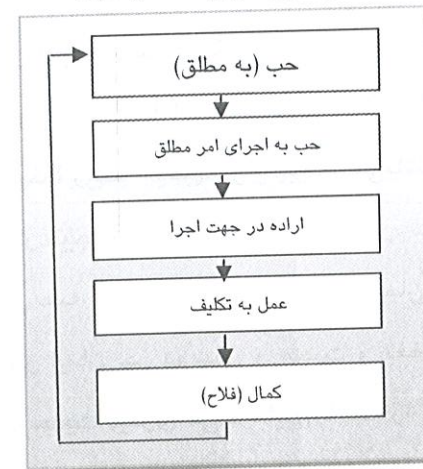 حب (به مطلق)
حب به اجرای امر مطلق
اراده در جهت اجرا
عمل به تکلیف
کمال (فلاح)